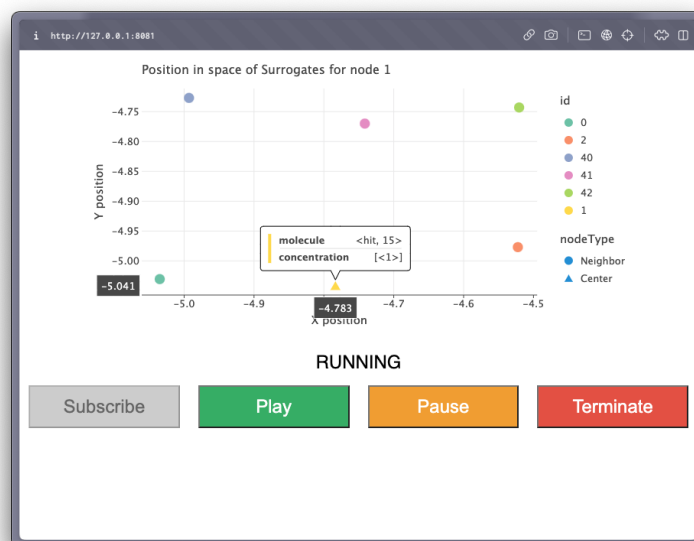 i http://127.0.0.1:8081
Position in space of Surrogates for node 1
Y position
−4.75
−4.80
−4.85
−4.90
−4.95
−5.00
−5.041
molecule <hit, 15>
concentration [<1>]
−4.783
−5.0 −4.9 −4.8 −4.7 −4.6 −4.5
X position
id
0
2
40
41
42
1
nodeType
Neighbor
Center
RUNNING
Subscribe Play Pause Terminate